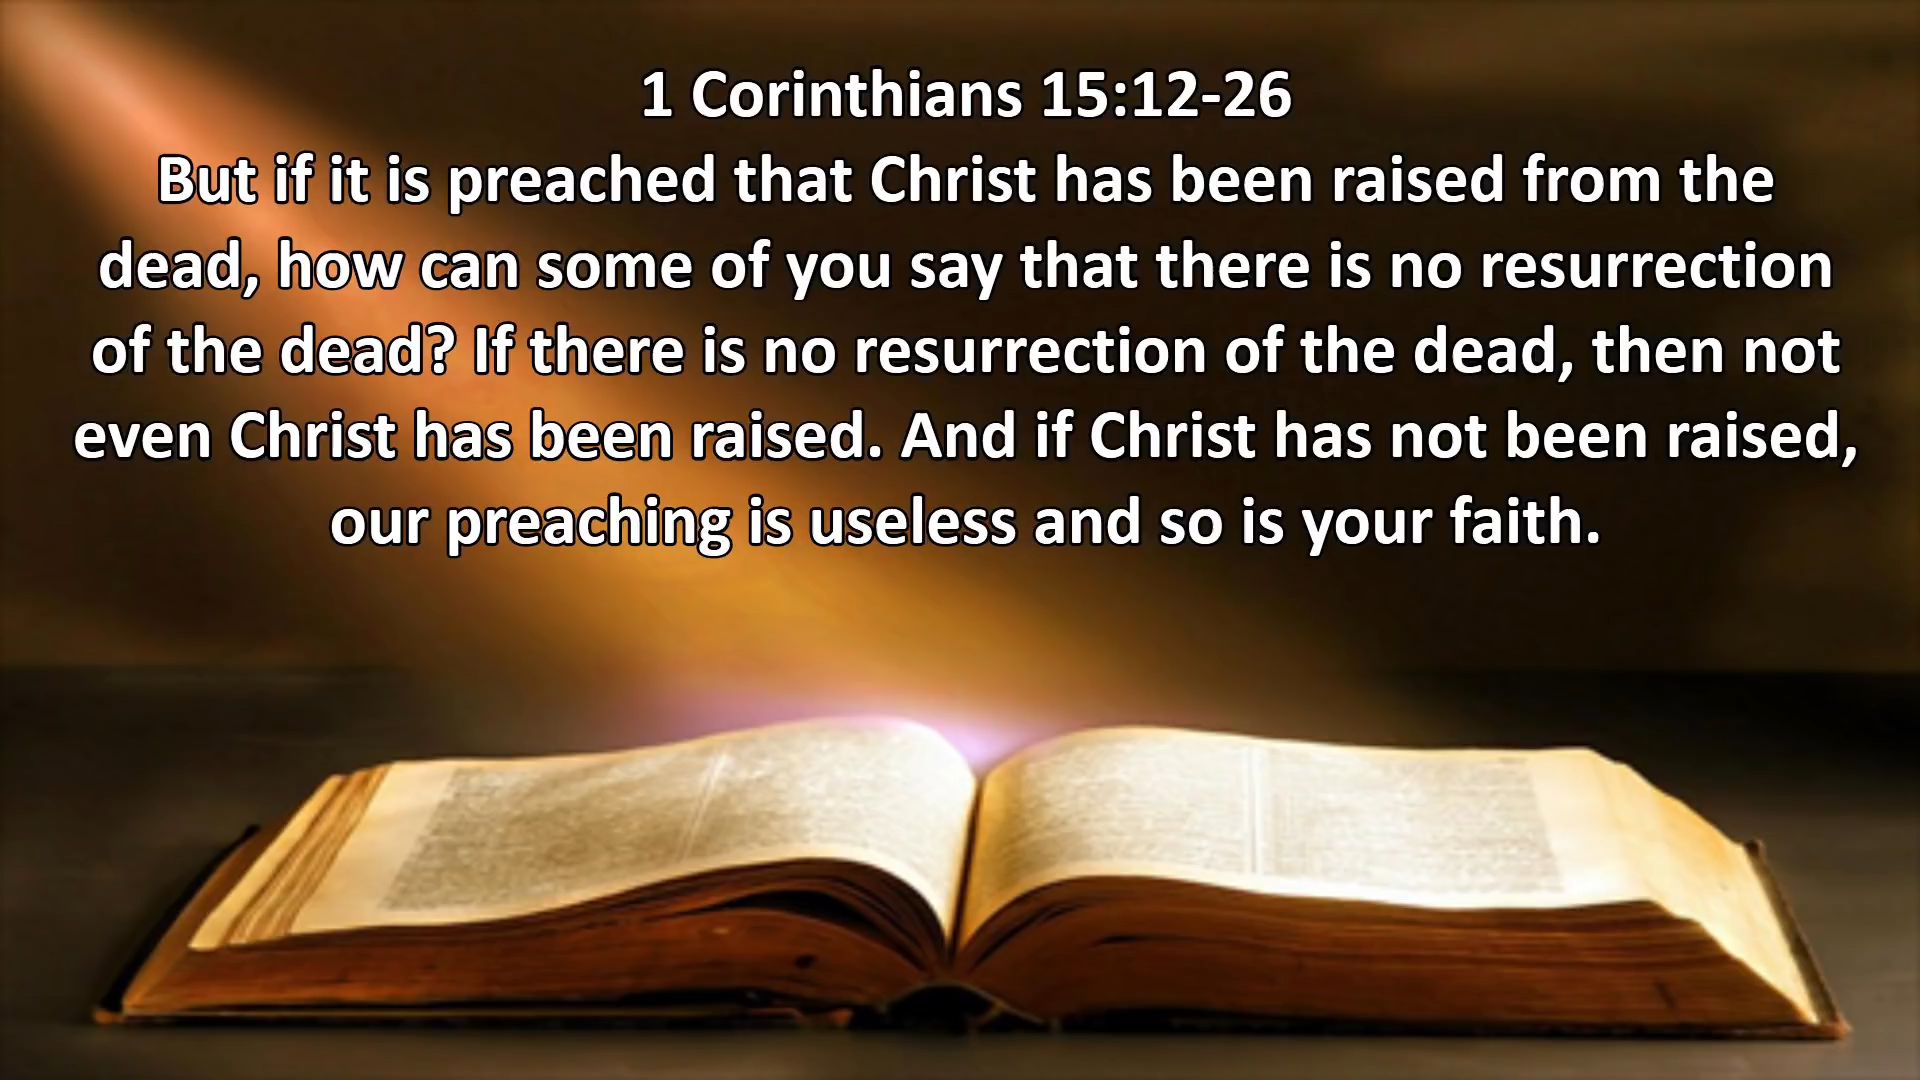 1 Corinthians 15:12-26
But if it is preached that Christ has been raised from the
dead, how can some of you say that there is no resurrection
of the dead? If there is no resurrection of the dead, then not
even Christ has been raised. And if Christ has not been raised,
our preaching is useless and so is your faith.